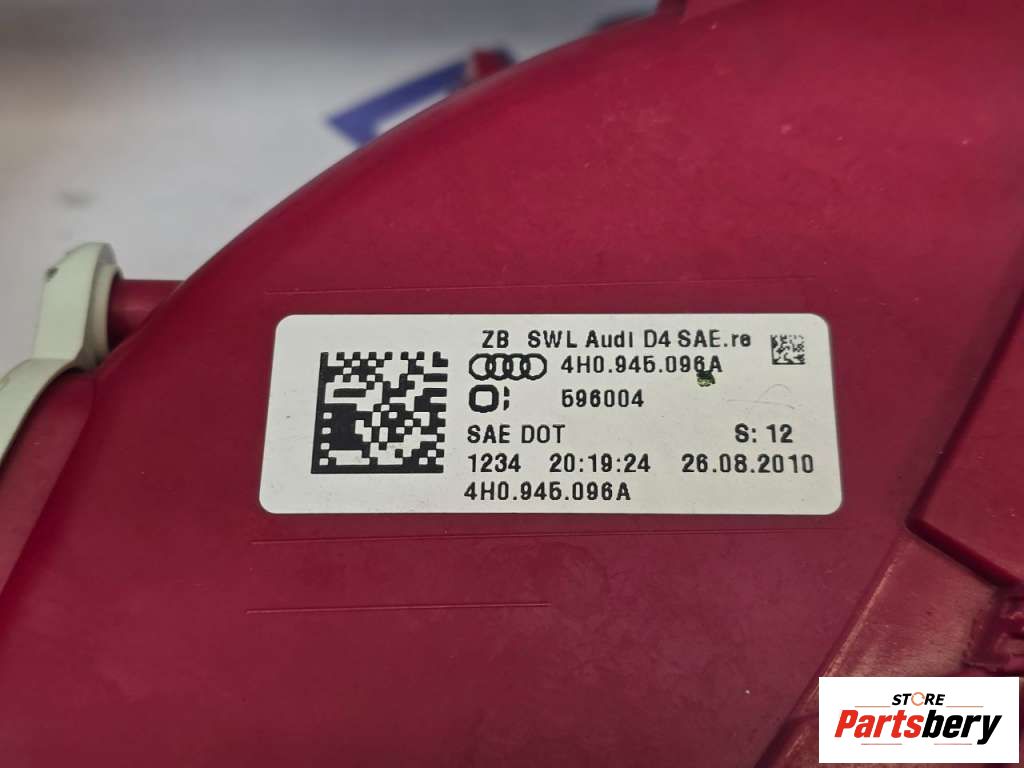 ZB SWL Audi D4 SAE.re
4H0.945.096A
596004
SAE DOT S: 12
1234 20:19:24 26.08.2010
4H0.945.096A
STORE
Partsbery